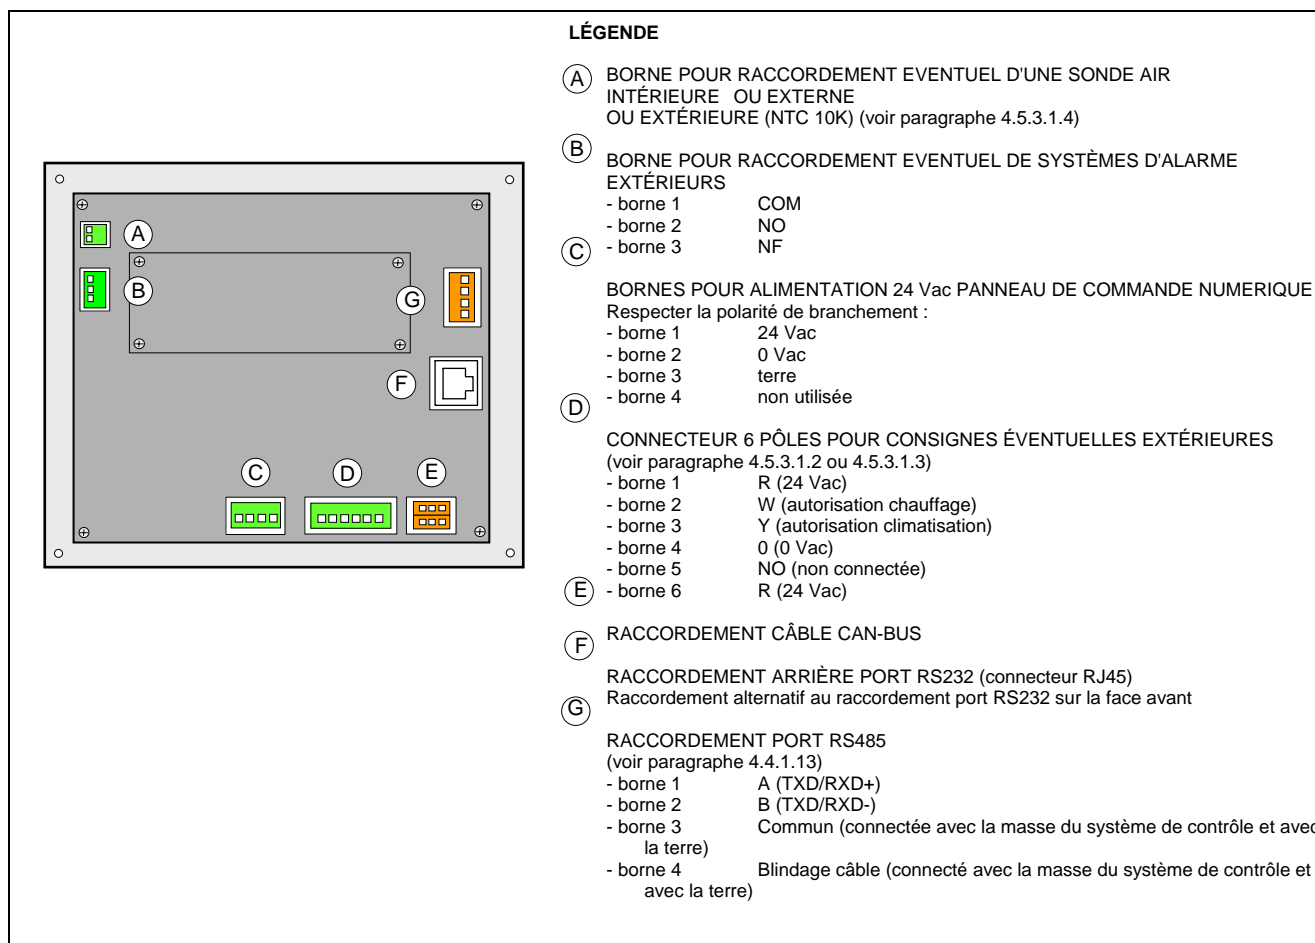 LÉGENDE
A
BORNE POUR RACCORDEMENT EVENTUEL D'UNE SONDE AIR
INTÉRIEURE OU EXTERNE
OU EXTÉRIEURE (NTC 10K) (voir paragraphe 4.5.3.1.4)
B
BORNE POUR RACCORDEMENT EVENTUEL DE SYSTÈMES D'ALARME
EXTÉRIEURS
- borne 1 COM
- borne 2 NO
- borne 3 NF
C
BORNES POUR ALIMENTATION 24 Vac PANNEAU DE COMMANDE NUMERIQUE
Respecter la polarité de branchement :
- borne 1 24 Vac
- borne 2 0 Vac
- borne 3 terre
- borne 4 non utilisée
D
CONNECTEUR 6 PÔLES POUR CONSIGNES ÉVENTUELLES EXTÉRIEURES
(voir paragraphe 4.5.3.1.2 ou 4.5.3.1.3)
- borne 1 R (24 Vac)
- borne 2 W (autorisation chauffage)
- borne 3 Y (autorisation climatisation)
- borne 4 0 (0 Vac)
- borne 5 NO (non connectée)
- borne 6 R (24 Vac)
E
RACCORDEMENT CÂBLE CAN-BUS
F
RACCORDEMENT ARRIÈRE PORT RS232 (connecteur RJ45)
Raccordement alternatif au raccordement port RS232 sur la face avant
G
RACCORDEMENT PORT RS485
(voir paragraphe 4.4.1.13)
- borne 1 A (TXD/RXD+)
- borne 2 B (TXD/RXD-)
- borne 3 Commun (connectée avec la masse du système de contrôle et avec
la terre)
- borne 4 Blindage câble (connecté avec la masse du système de contrôle et
avec la terre)
A
B
G
F
C
D
E